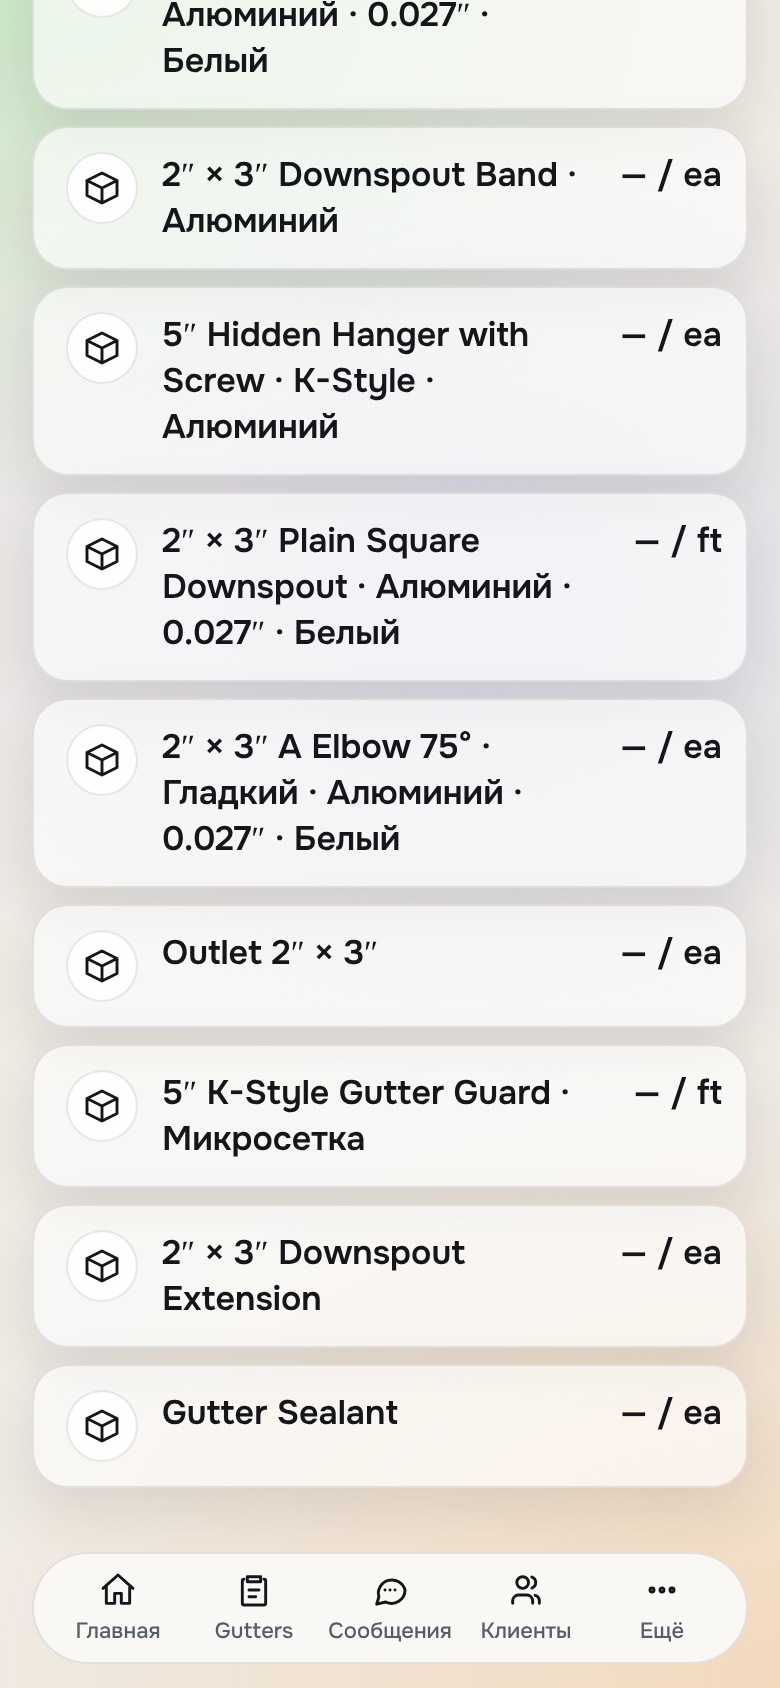 Алюминий · 0.027″ ·
Белый
2″ × 3″ Downspout Band ·
Алюминий
— / ea
5″ Hidden Hanger with
Screw · K-Style ·
Алюминий
— / ea
2″ × 3″ Plain Square
Downspout · Алюминий ·
0.027″ · Белый
— / ft
2″ × 3″ A Elbow 75° ·
Гладкий · Алюминий ·
0.027″ · Белый
— / ea
Outlet 2″ × 3″
— / ea
5″ K-Style Gutter Guard ·
Микросетка
— / ft
2″ × 3″ Downspout
Extension
— / ea
Gutter Sealant
— / ea
Главная
Gutters
Сообщения
Клиенты
Ещё